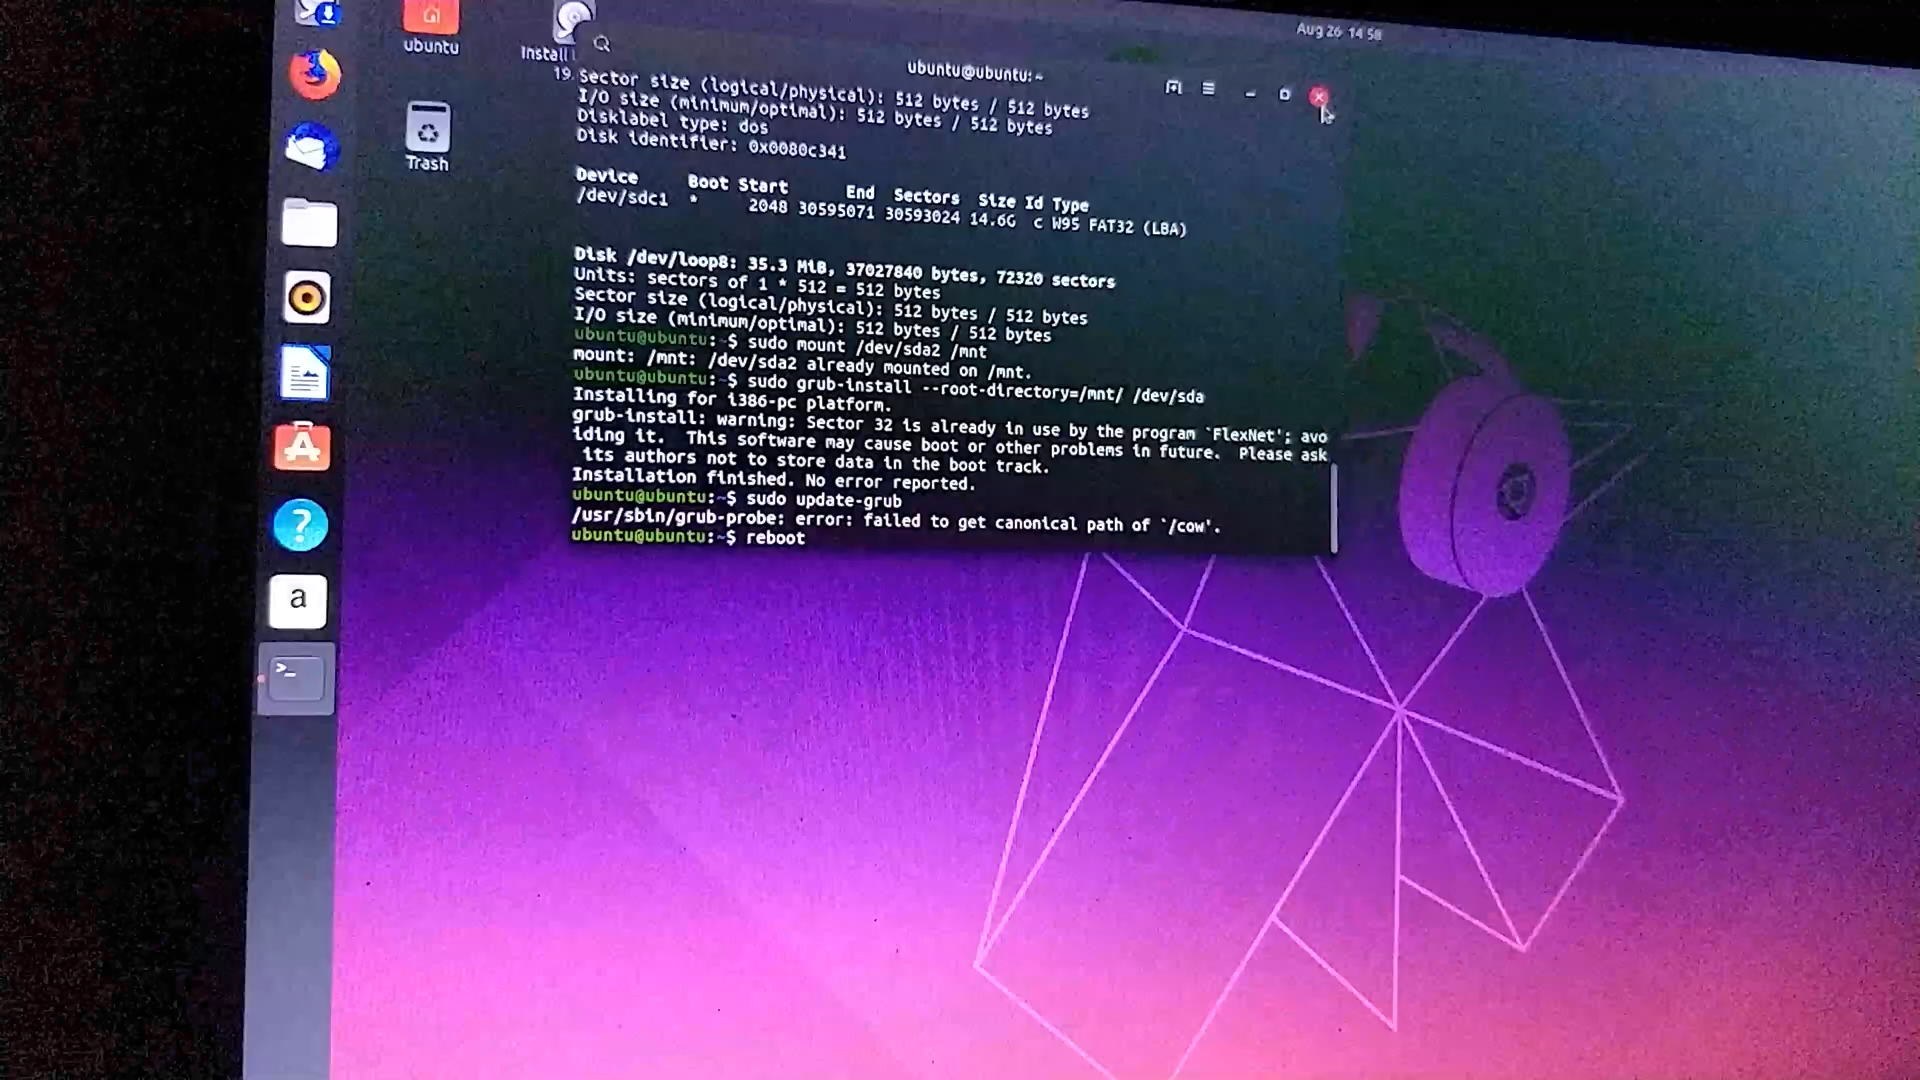 Aug 26 14:58
ubuntu
Install
19.
Trash
ubuntu@ubuntu: ~
Sector size (logical/physical): 512 bytes / 512 bytes
I/O size (minimum/optimal): 512 bytes / 512 bytes
Disklabel type: dos
Disk identifier: 0x0080c341
Device Boot Start End Sectors Size Id Type
/dev/sdc1 * 2048 30595071 30593024 14.6G c W95 FAT32 (LBA)
Disk /dev/loop8: 35.3 MiB, 37027840 bytes, 72320 sectors
Units: sectors of 1 * 512 = 512 bytes
Sector size (logical/physical): 512 bytes / 512 bytes
I/O size (minimum/optimal): 512 bytes / 512 bytes
ubuntu@ubuntu:~$ sudo mount /dev/sda2 /mnt
mount: /mnt: /dev/sda2 already mounted on /mnt.
ubuntu@ubuntu:~$ sudo grub-install --root-directory=/mnt/ /dev/sda
Installing for i386-pc platform.
grub-install: warning: Sector 32 is already in use by the program `FlexNet'; avo
iding it.  This software may cause boot or other problems in future.  Please ask
 its authors not to store data in the boot track.
Installation finished. No error reported.
ubuntu@ubuntu:~$ sudo update-grub
/usr/sbin/grub-probe: error: failed to get canonical path of `/cow'.
ubuntu@ubuntu:~$ reboot